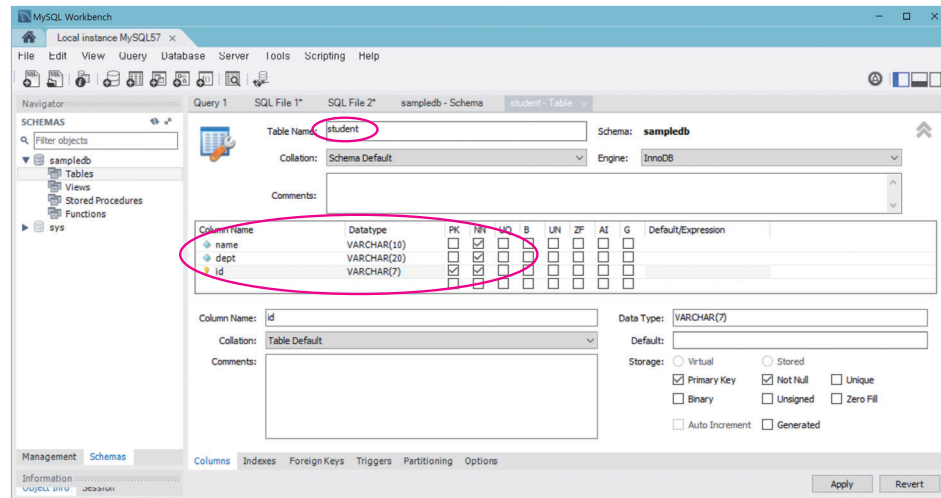 MySQL Workbench
Local instance MySQL57 ×
File Edit View Query Database Server Tools Scripting Help
Navigator
Query 1 SQL File 1* SQL File 2* sampledb - Schema student - Table ×
SCHEMAS
Filter objects
sampledb
Tables
Views
Stored Procedures
Functions
sys
Table Name: student Schema: sampledb
Collation: Schema Default Engine: InnoDB
Comments:
Column Name Datatype PK NN UQ B UN ZF AI G Default/Expression
name VARCHAR(10)
dept VARCHAR(20)
id VARCHAR(7)
Column Name: id Data Type: VARCHAR(7)
Collation: Table Default Default:
Comments: Storage: Virtual Stored
Primary Key Not Null Unique
Binary Unsigned Zero Fill
Auto Increment Generated
Management Schemas
Columns Indexes Foreign Keys Triggers Partitioning Options
Information
Object Info Session
Apply Revert